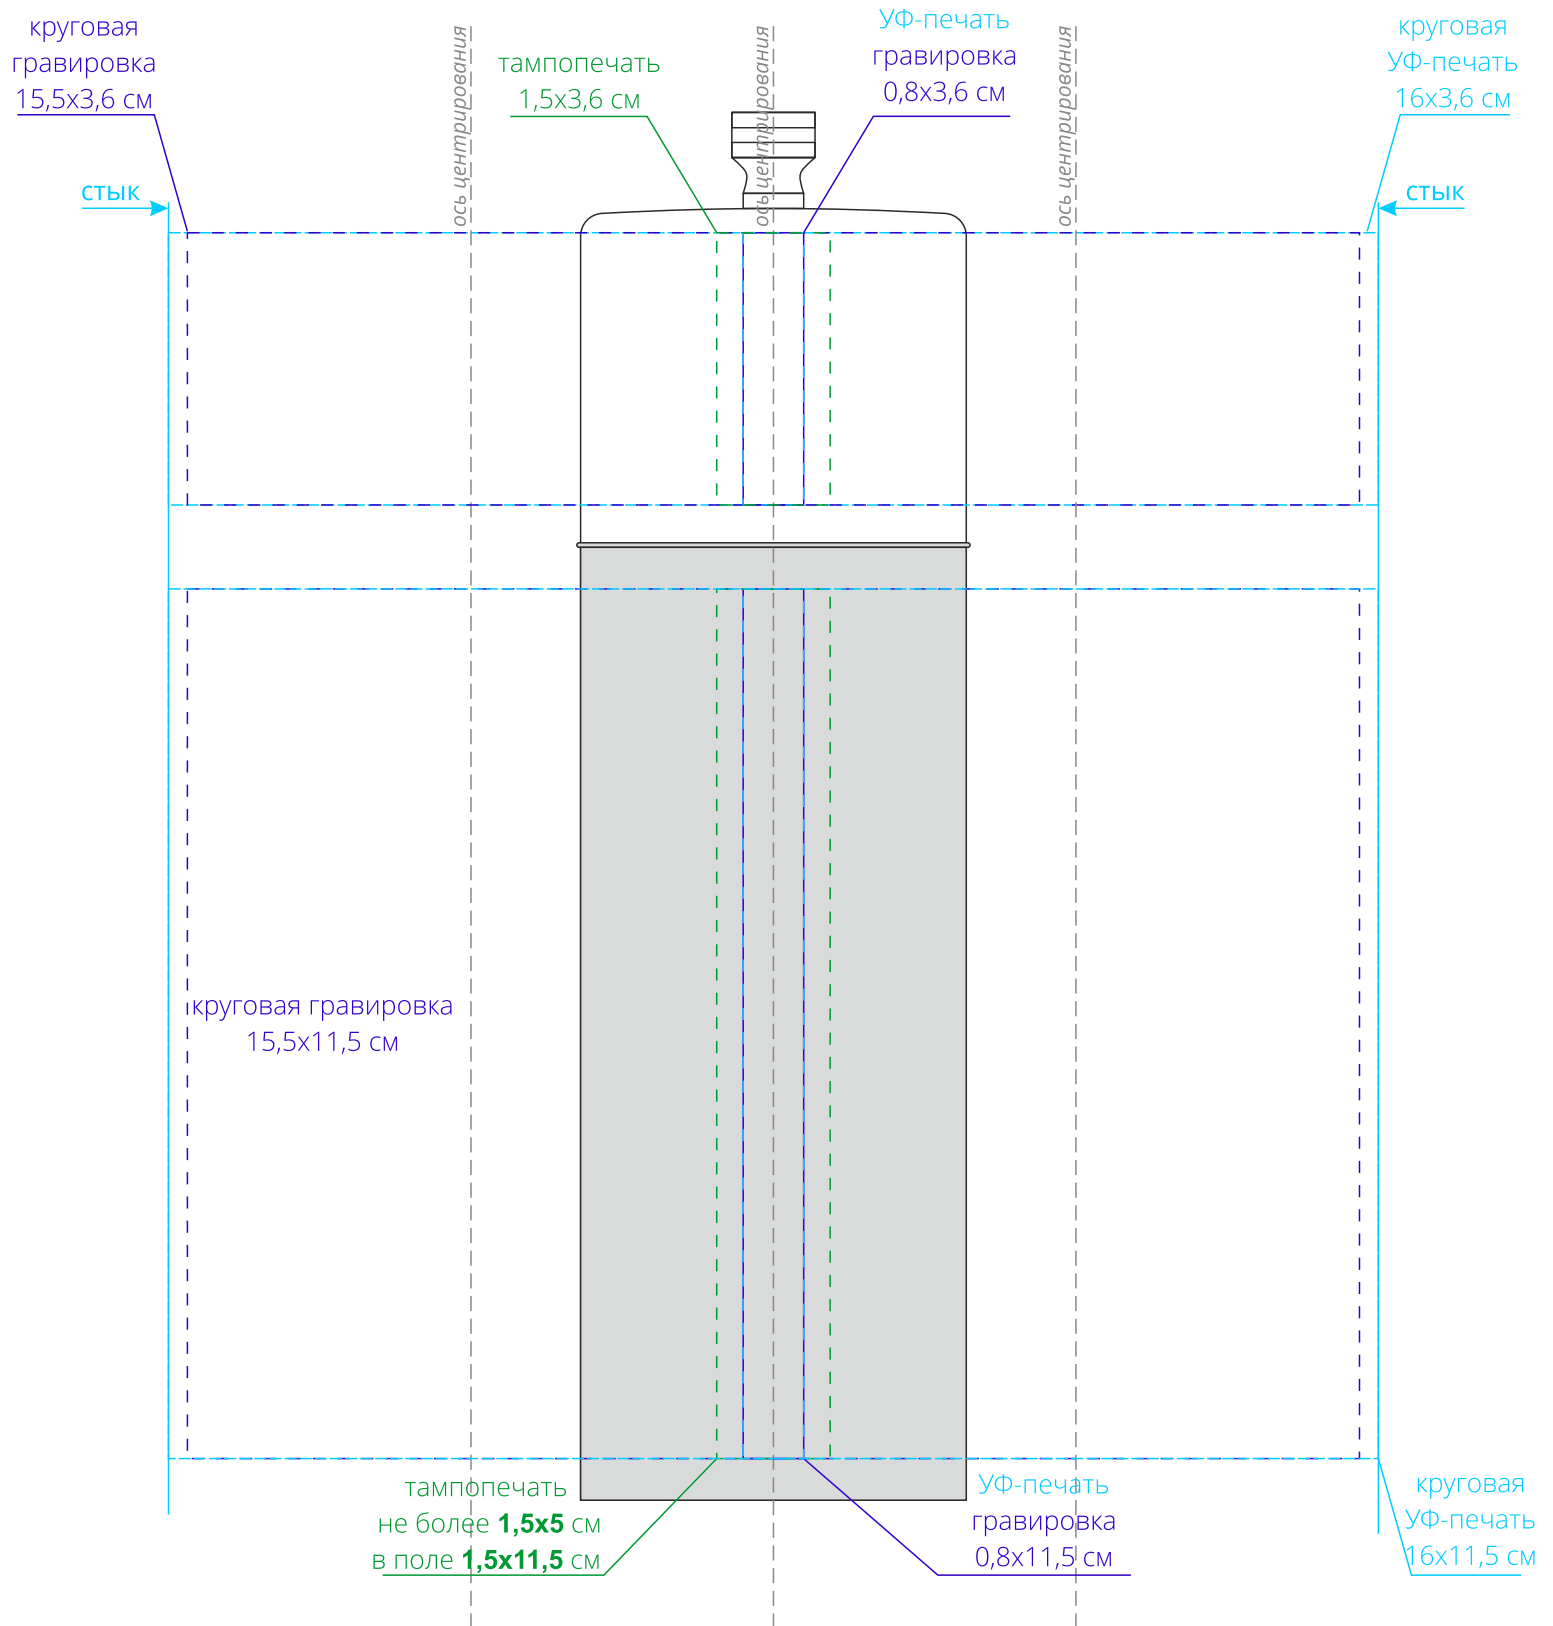 круговая
гравировка
15,5х3,6 см
тампопечать
1,5х3,6 см
УФ-печать
гравировка
0,8х3,6 см
круговая
УФ-печать
16х3,6 см
ось центрирования
ось центрирования
ось центрирования
стык
стык
круговая гравировка
15,5х11,5 см
тампопечать
не более 1,5х5 см
в поле 1,5х11,5 см
УФ-печать
гравировка
0,8х11,5 см
круговая
УФ-печать
16х11,5 см